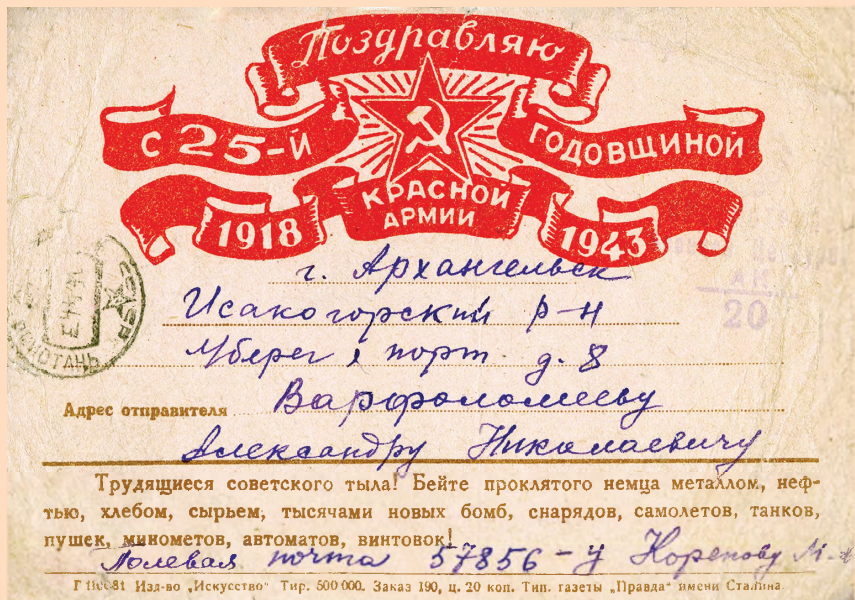 Поздравляю
с 25-й годовщиной
КРАСНОЙ
АРМИИ
1918 1943
г. Архангельск
Исакогорский р-н
порт д. 8
Адрес отправителя Варфоломееву
Александру Николаевичу
Трудящиеся советского тыла! Бейте проклятого немца металлом, неф-
тью, хлебом, сырьем, тысячами новых бомб, снарядов, самолетов, танков,
пушек, минометов, автоматов, винтовок!
Полевая почта 57856-У
Изд-во „Искусство“ Тир. 500 000. Заказ 190, ц. 20 коп. Тип. газеты „Правда“ имени Сталина
20